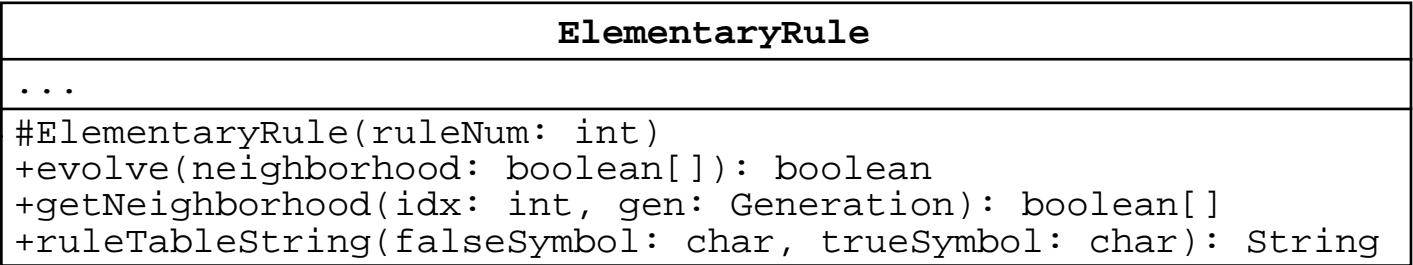 ElementaryRule
...
#ElementaryRule(ruleNum: int)
+evolve(neighborhood: boolean[]): boolean
+getNeighborhood(idx: int, gen: Generation): boolean[]
+ruleTableString(falseSymbol: char, trueSymbol: char): String